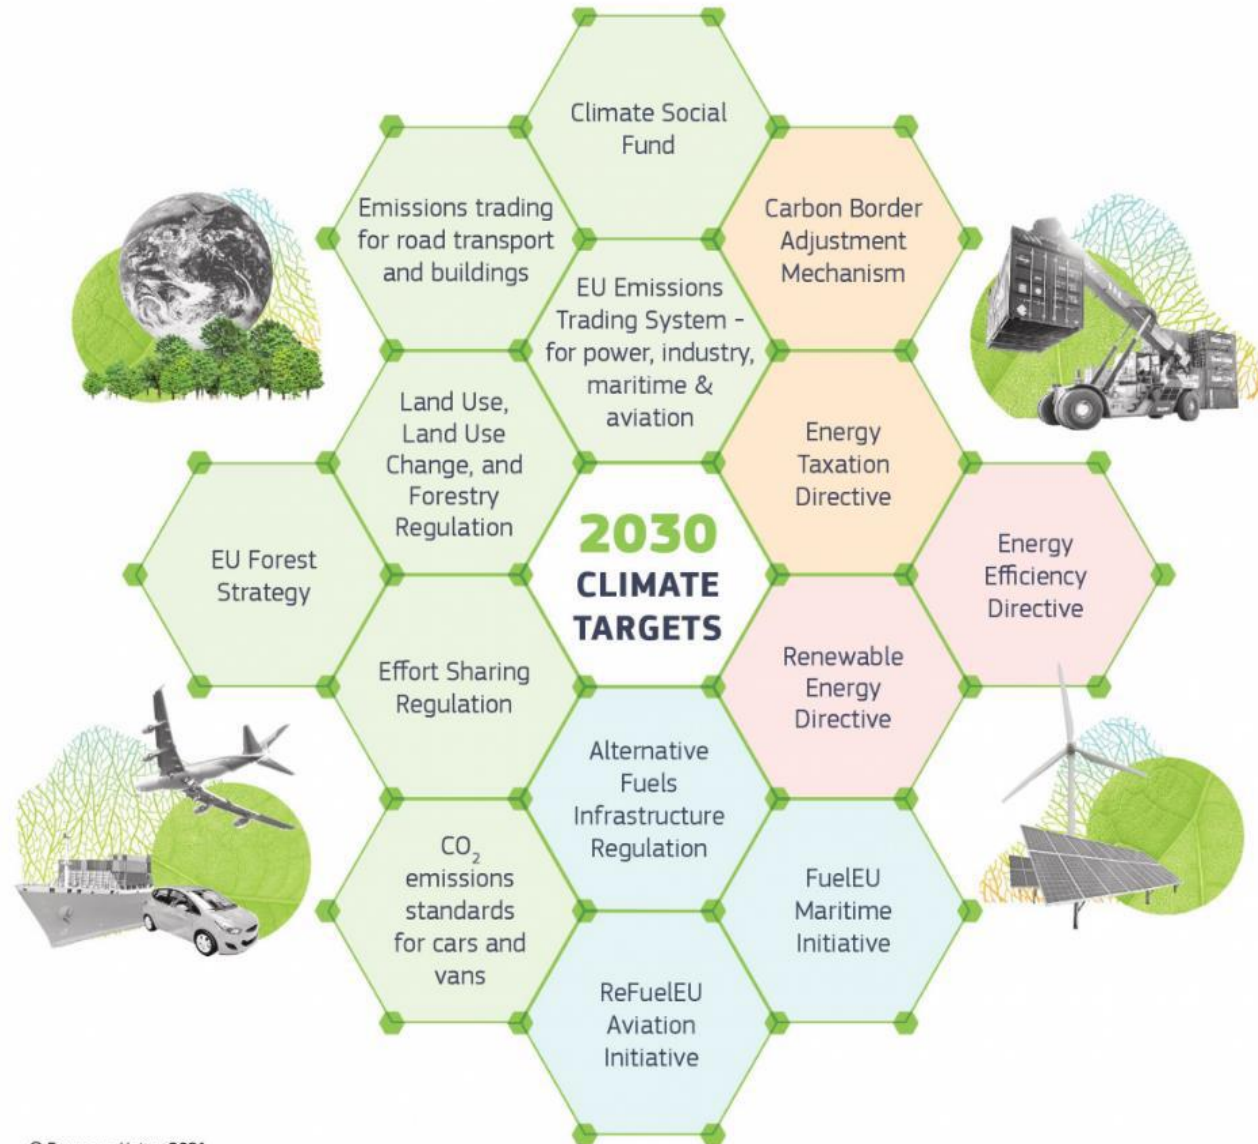 Climate Social
Fund
Emissions trading
for road transport
and buildings
Carbon Border
Adjustment
Mechanism
EU Emissions
Trading System -
for power, industry,
maritime &
aviation
Land Use,
Land Use
Change, and
Forestry
Regulation
Energy
Taxation
Directive
EU Forest
Strategy
2030
CLIMATE
TARGETS
Energy
Efficiency
Directive
Effort Sharing
Regulation
Renewable
Energy
Directive
Alternative
Fuels
Infrastructure
Regulation
CO₂
emissions
standards
for cars and
vans
FuelEU
Maritime
Initiative
ReFuelEU
Aviation
Initiative